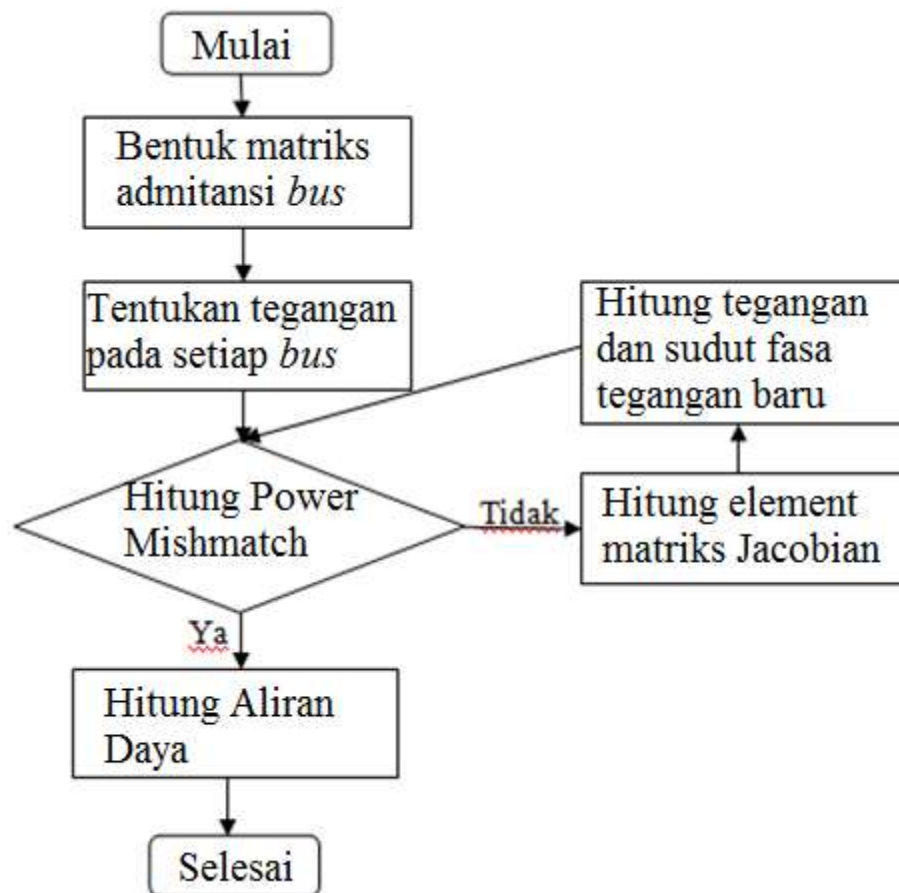 Mulai
Bentuk matriks
admitansi bus
Tentukan tegangan
pada setiap bus
Hitung Power
Mishmatch
Tidak
Hitung element
matriks Jacobian
Hitung tegangan
dan sudut fasa
tegangan baru
Ya
Hitung Aliran
Daya
Selesai